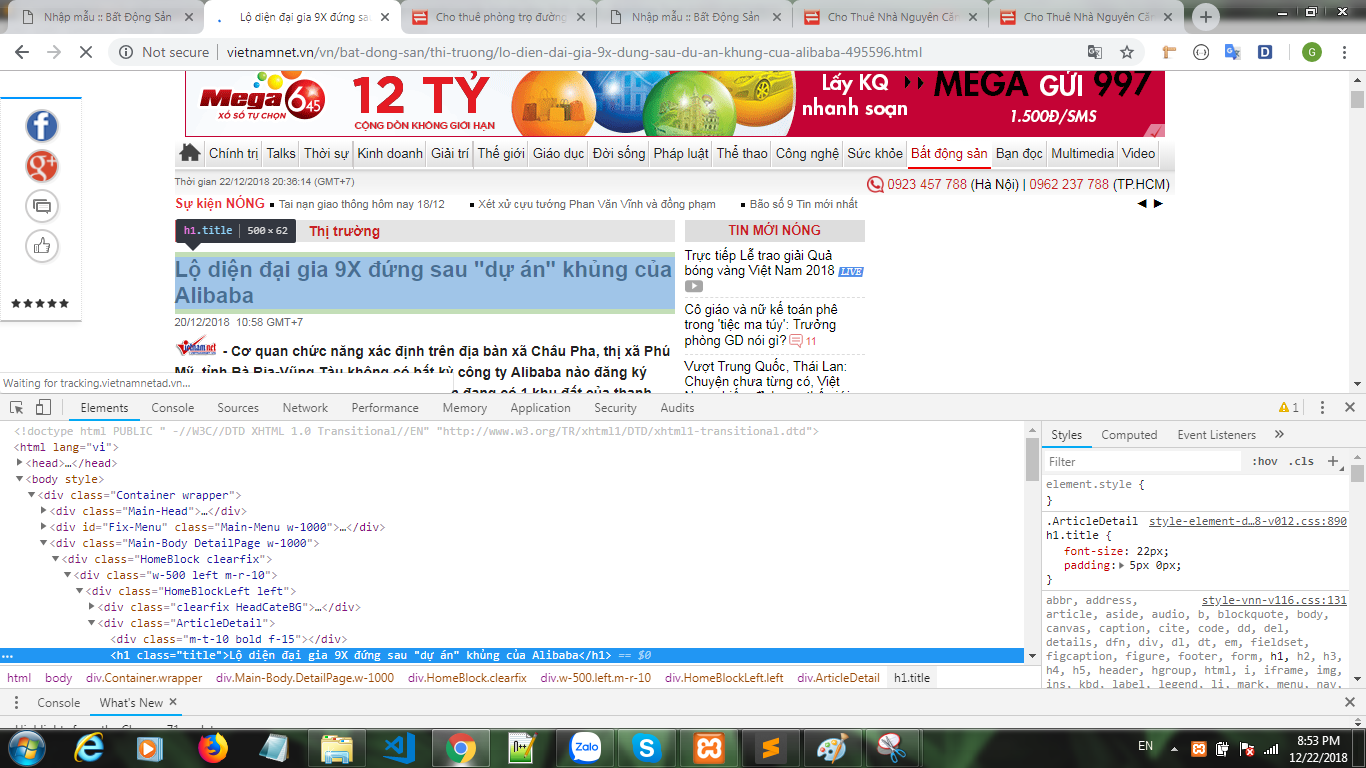 Nhập mẫu :: Bất Động Sản
Lộ diện đại gia 9X đứng sau
Cho thuê phòng trọ đường
Nhập mẫu :: Bất Động Sản
Cho Thuê Nhà Nguyên Căn
Cho Thuê Nhà Nguyên Căn
Not secure
vietnamnet.vn/vn/bat-dong-san/thi-truong/lo-dien-dai-gia-9x-dung-sau-du-an-khung-cua-alibaba-495596.html
G
Mega 6/45
XỔ SỐ TỰ CHỌN
12 TỶ
CỘNG DỒN KHÔNG GIỚI HẠN
Lấy KQ
nhanh soạn
MEGA GỬI 997
1.500Đ/SMS
Chính trị Talks Thời sự Kinh doanh Giải trí Thế giới Giáo dục Đời sống Pháp luật Thể thao Công nghệ Sức khỏe Bất động sản Bạn đọc Multimedia Video
Thời gian 22/12/2018 20:36:14 (GMT+7)
0923 457 788 (Hà Nội) | 0962 237 788 (TP.HCM)
Sự kiện NÓNG
Tai nạn giao thông hôm nay 18/12
Xét xử cựu tướng Phan Văn Vĩnh và đồng phạm
Bão số 9 Tin mới nhất
h1.title | 500 × 62
Thị trường
Lộ diện đại gia 9X đứng sau "dự án" khủng của
Alibaba
20/12/2018 10:58 GMT+7
Vietnamnet
- Cơ quan chức năng xác định trên địa bàn xã Châu Pha, thị xã Phú
Mỹ, tỉnh Bà Rịa-Vũng Tàu không có bất kỳ công ty Alibaba nào đăng ký
TIN MỚI NÓNG
Trực tiếp Lễ trao giải Quả
bóng vàng Việt Nam 2018 LIVE
Cô giáo và nữ kế toán phê
trong 'tiệc ma túy': Trưởng
phòng GD nói gì? 11
Vượt Trung Quốc, Thái Lan:
Chuyện chưa từng có, Việt
Waiting for tracking.vietnamnetad.vn...
Elements Console Sources Network Performance Memory Application Security Audits
1
<!doctype html PUBLIC " -//W3C//DTD XHTML 1.0 Transitional//EN" "http://www.w3.org/TR/xhtml1/DTD/xhtml1-transitional.dtd">
<html lang="vi">
<head>…</head>
<body style>
<div class="Container wrapper">
<div class="Main-Head">…</div>
<div id="Fix-Menu" class="Main-Menu w-1000">…</div>
<div class="Main-Body DetailPage w-1000">
<div class="HomeBlock clearfix">
<div class="w-500 left m-r-10">
<div class="HomeBlockLeft left">
<div class="clearfix HeadCateBG">…</div>
<div class="ArticleDetail">
<div class="m-t-10 bold f-15"></div>
<h1 class="title">Lộ diện đại gia 9X đứng sau "dự án" khủng của Alibaba</h1> == $0
html body div.Container.wrapper div.Main-Body.DetailPage.w-1000 div.HomeBlock.clearfix div.w-500.left.m-r-10 div.HomeBlockLeft.left div.ArticleDetail h1.title
Styles Computed Event Listeners
Filter :hov .cls
element.style {
}
.ArticleDetail style-element-d…8-v012.css:890
h1.title {
font-size: 22px;
padding: 5px 0px;
}
abbr, address, style-vnn-v116.css:131
article, aside, audio, b, blockquote, body,
canvas, caption, cite, code, dd, del,
details, dfn, div, dl, dt, em, fieldset,
figcaption, figure, footer, form, h1, h2, h3,
h4, h5, header, hgroup, html, i, iframe, img,
ins, kbd, label, legend, li, mark, menu, nav,
Console What's New
Zalo
EN
8:53 PM
12/22/2018